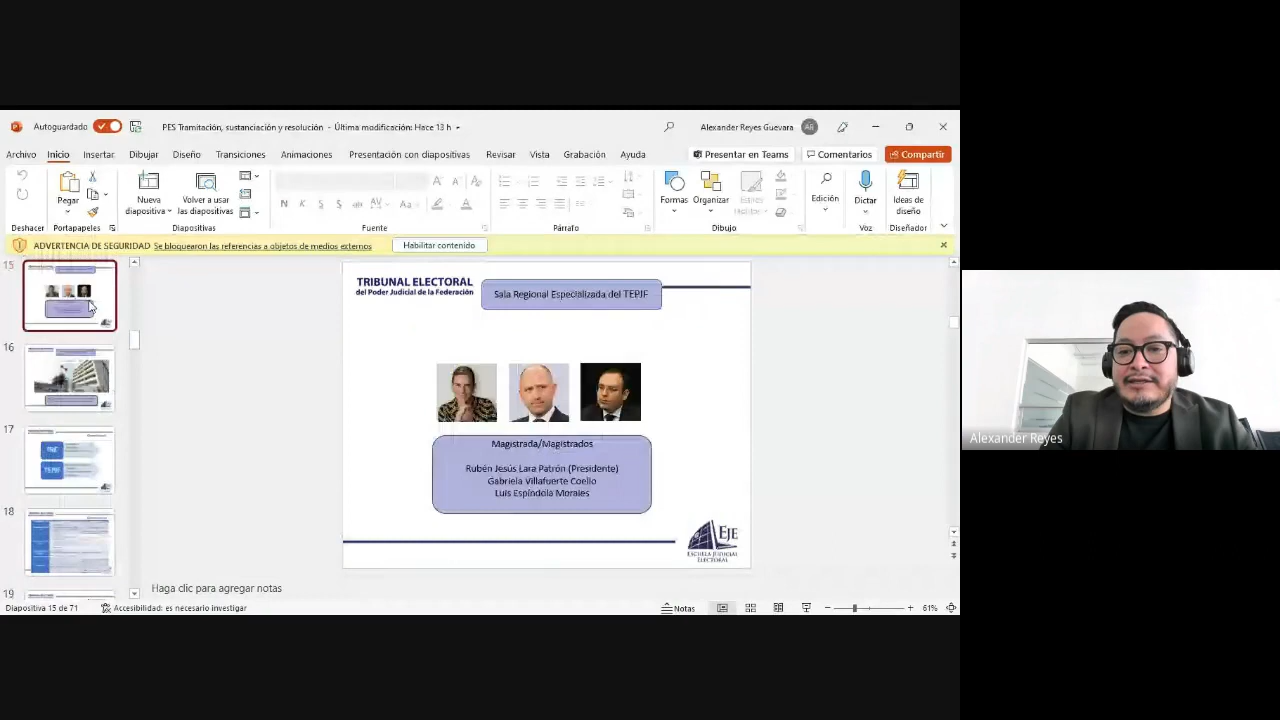 Autoguardado
PES Tramitación, sustanciación y resolución - Última modificación: Hace 13 h
Alexander Reyes Guevara
AR
Archivo Inicio Insertar Dibujar Diseño Transiciones Animaciones Presentación con diapositivas Revisar Vista Grabación Ayuda
Presentar en Teams
Comentarios
Compartir
Pegar
Nueva diapositiva
Volver a usar las diapositivas
N K S
Aa
Formas
Organizar
Estilos rápidos
Edición
Dictar
Ideas de diseño
Deshacer Portapapeles Diapositivas Fuente Párrafo Dibujo Voz Diseñador
ADVERTENCIA DE SEGURIDAD Se bloquearon las referencias a objetos de medios externos
Habilitar contenido
15
16
17
18
19
TRIBUNAL ELECTORAL
del Poder Judicial de la Federación
Sala Regional Especializada del TEPJF
Magistrada/Magistrados
Rubén Jesús Lara Patrón (Presidente)
Gabriela Villafuerte Coello
Luis Espíndola Morales
EJE
ESCUELA JUDICIAL
ELECTORAL
Haga clic para agregar notas
Diapositiva 15 de 71
Accesibilidad: es necesario investigar
Notas
61%
Alexander Reyes